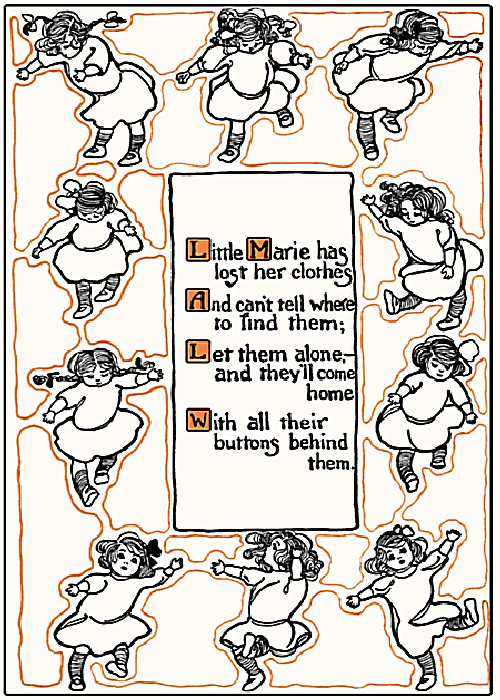 Little Marie has
lost her clothes
And can't tell where
to find them;
Let them alone,—
and they'll come
home
With all their
buttons behind
them.